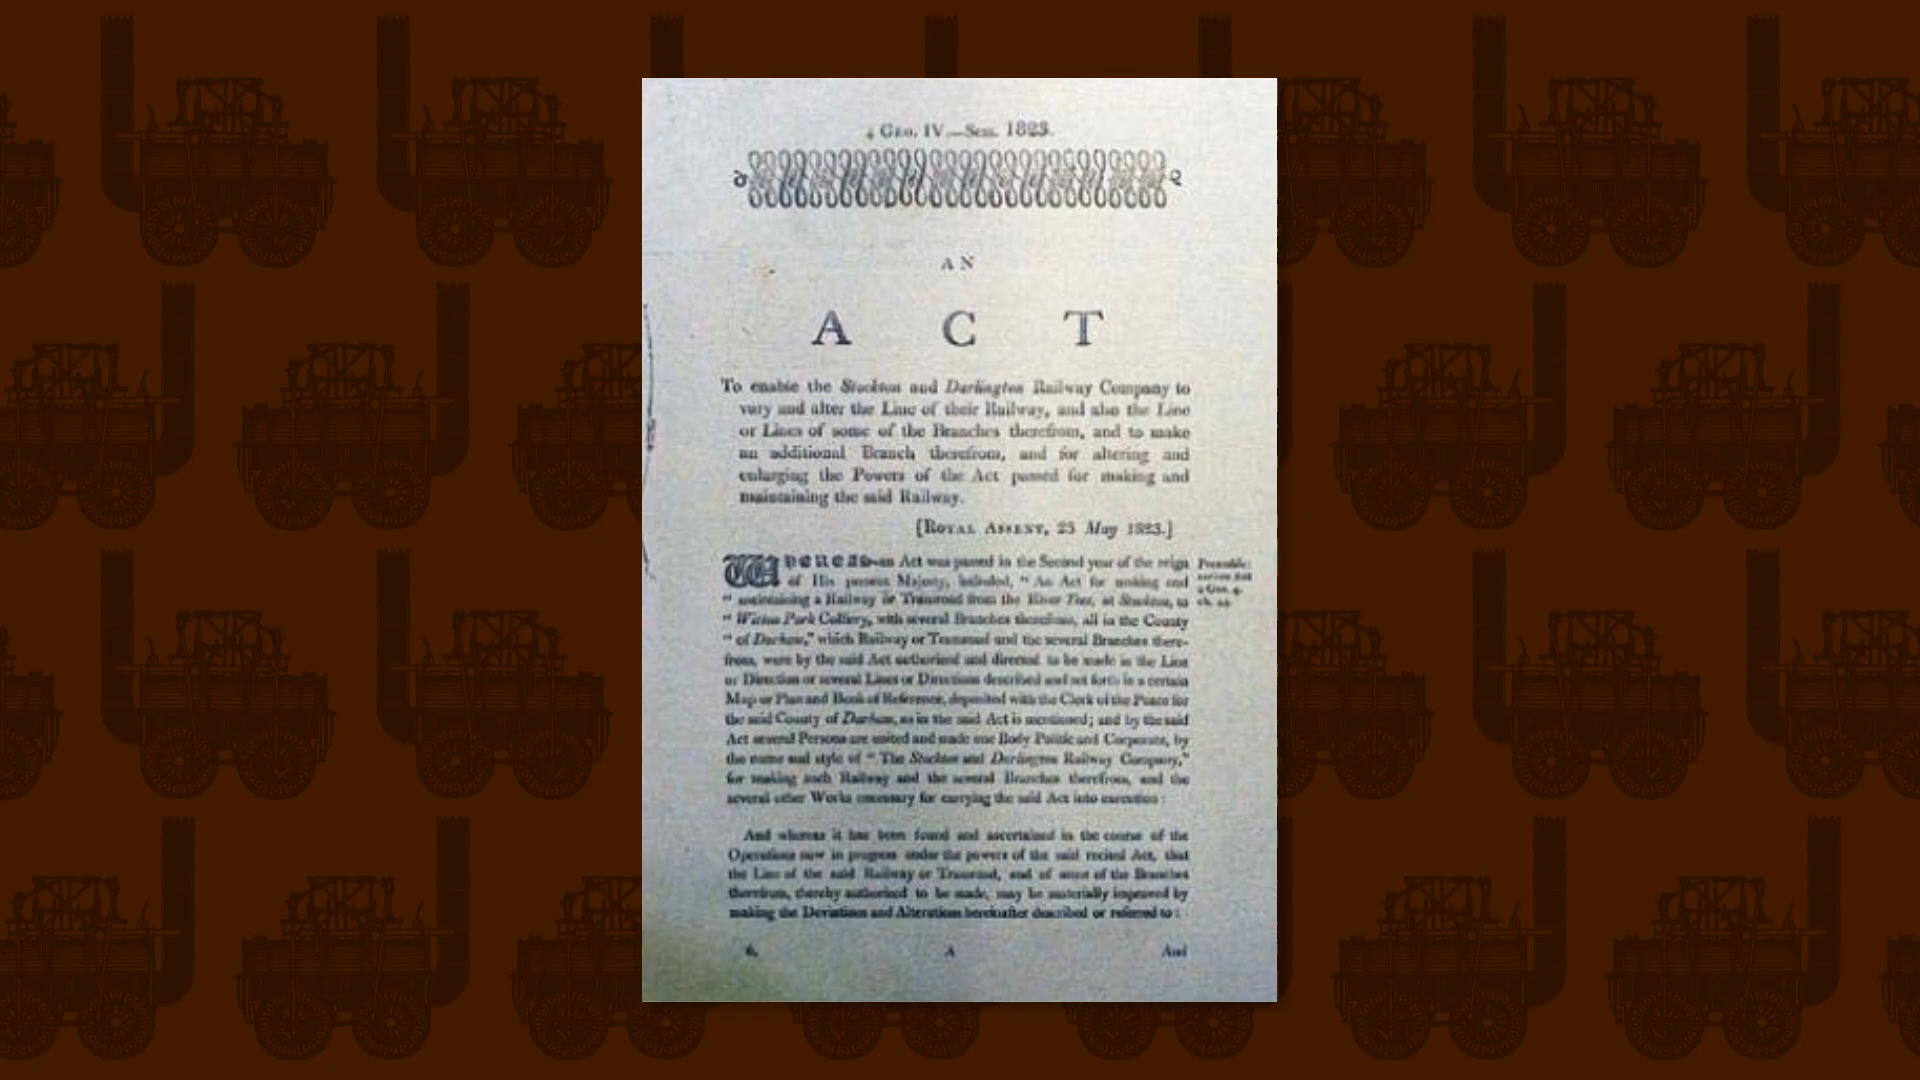 4 GEO. IV.—Sess. 1823.
AN
ACT
To enable the Stockton and Darlington Railway Company to
vary and alter the Line of their Railway, and also the Line
or Lines of some of the Branches therefrom, and to make
an additional Branch therefrom, and for altering and
enlarging the Powers of the Act passed for making and
maintaining the said Railway.
[ROYAL ASSENT, 23 May 1823.]
Whereas an Act was passed in the Second year of the reign
of His present Majesty, intituled, " An Act for making and
" maintaining a Railway or Tramroad from the River Tees, at Stockton, to
" Witton Park Colliery, with several Branches therefrom, all in the County
" of Durham," which Railway or Tramroad and the several Branches there-
from, were by the said Act authorized and directed to be made in the Line
or Direction or several Lines or Directions described and set forth in a certain
Map or Plan and Book of Reference, deposited with the Clerk of the Peace for
the said County of Durham, as in the said Act is mentioned; and by the said
Act several Persons are united and made one Body Politic and Corporate, by
the name and style of " The Stockton and Darlington Railway Company,"
for making such Railway and the several Branches therefrom, and the
several other Works necessary for carrying the said Act into execution :
Preamble:
And whereas it has been found and ascertained in the course of the
Operations now in progress under the powers of the said recited Act, that
the Line of the said Railway or Tramroad, and of some of the Branches
therefrom, thereby authorized to be made, may be materially improved by
making the Deviations and Alterations hereinafter described or referred to :
6.
A
And